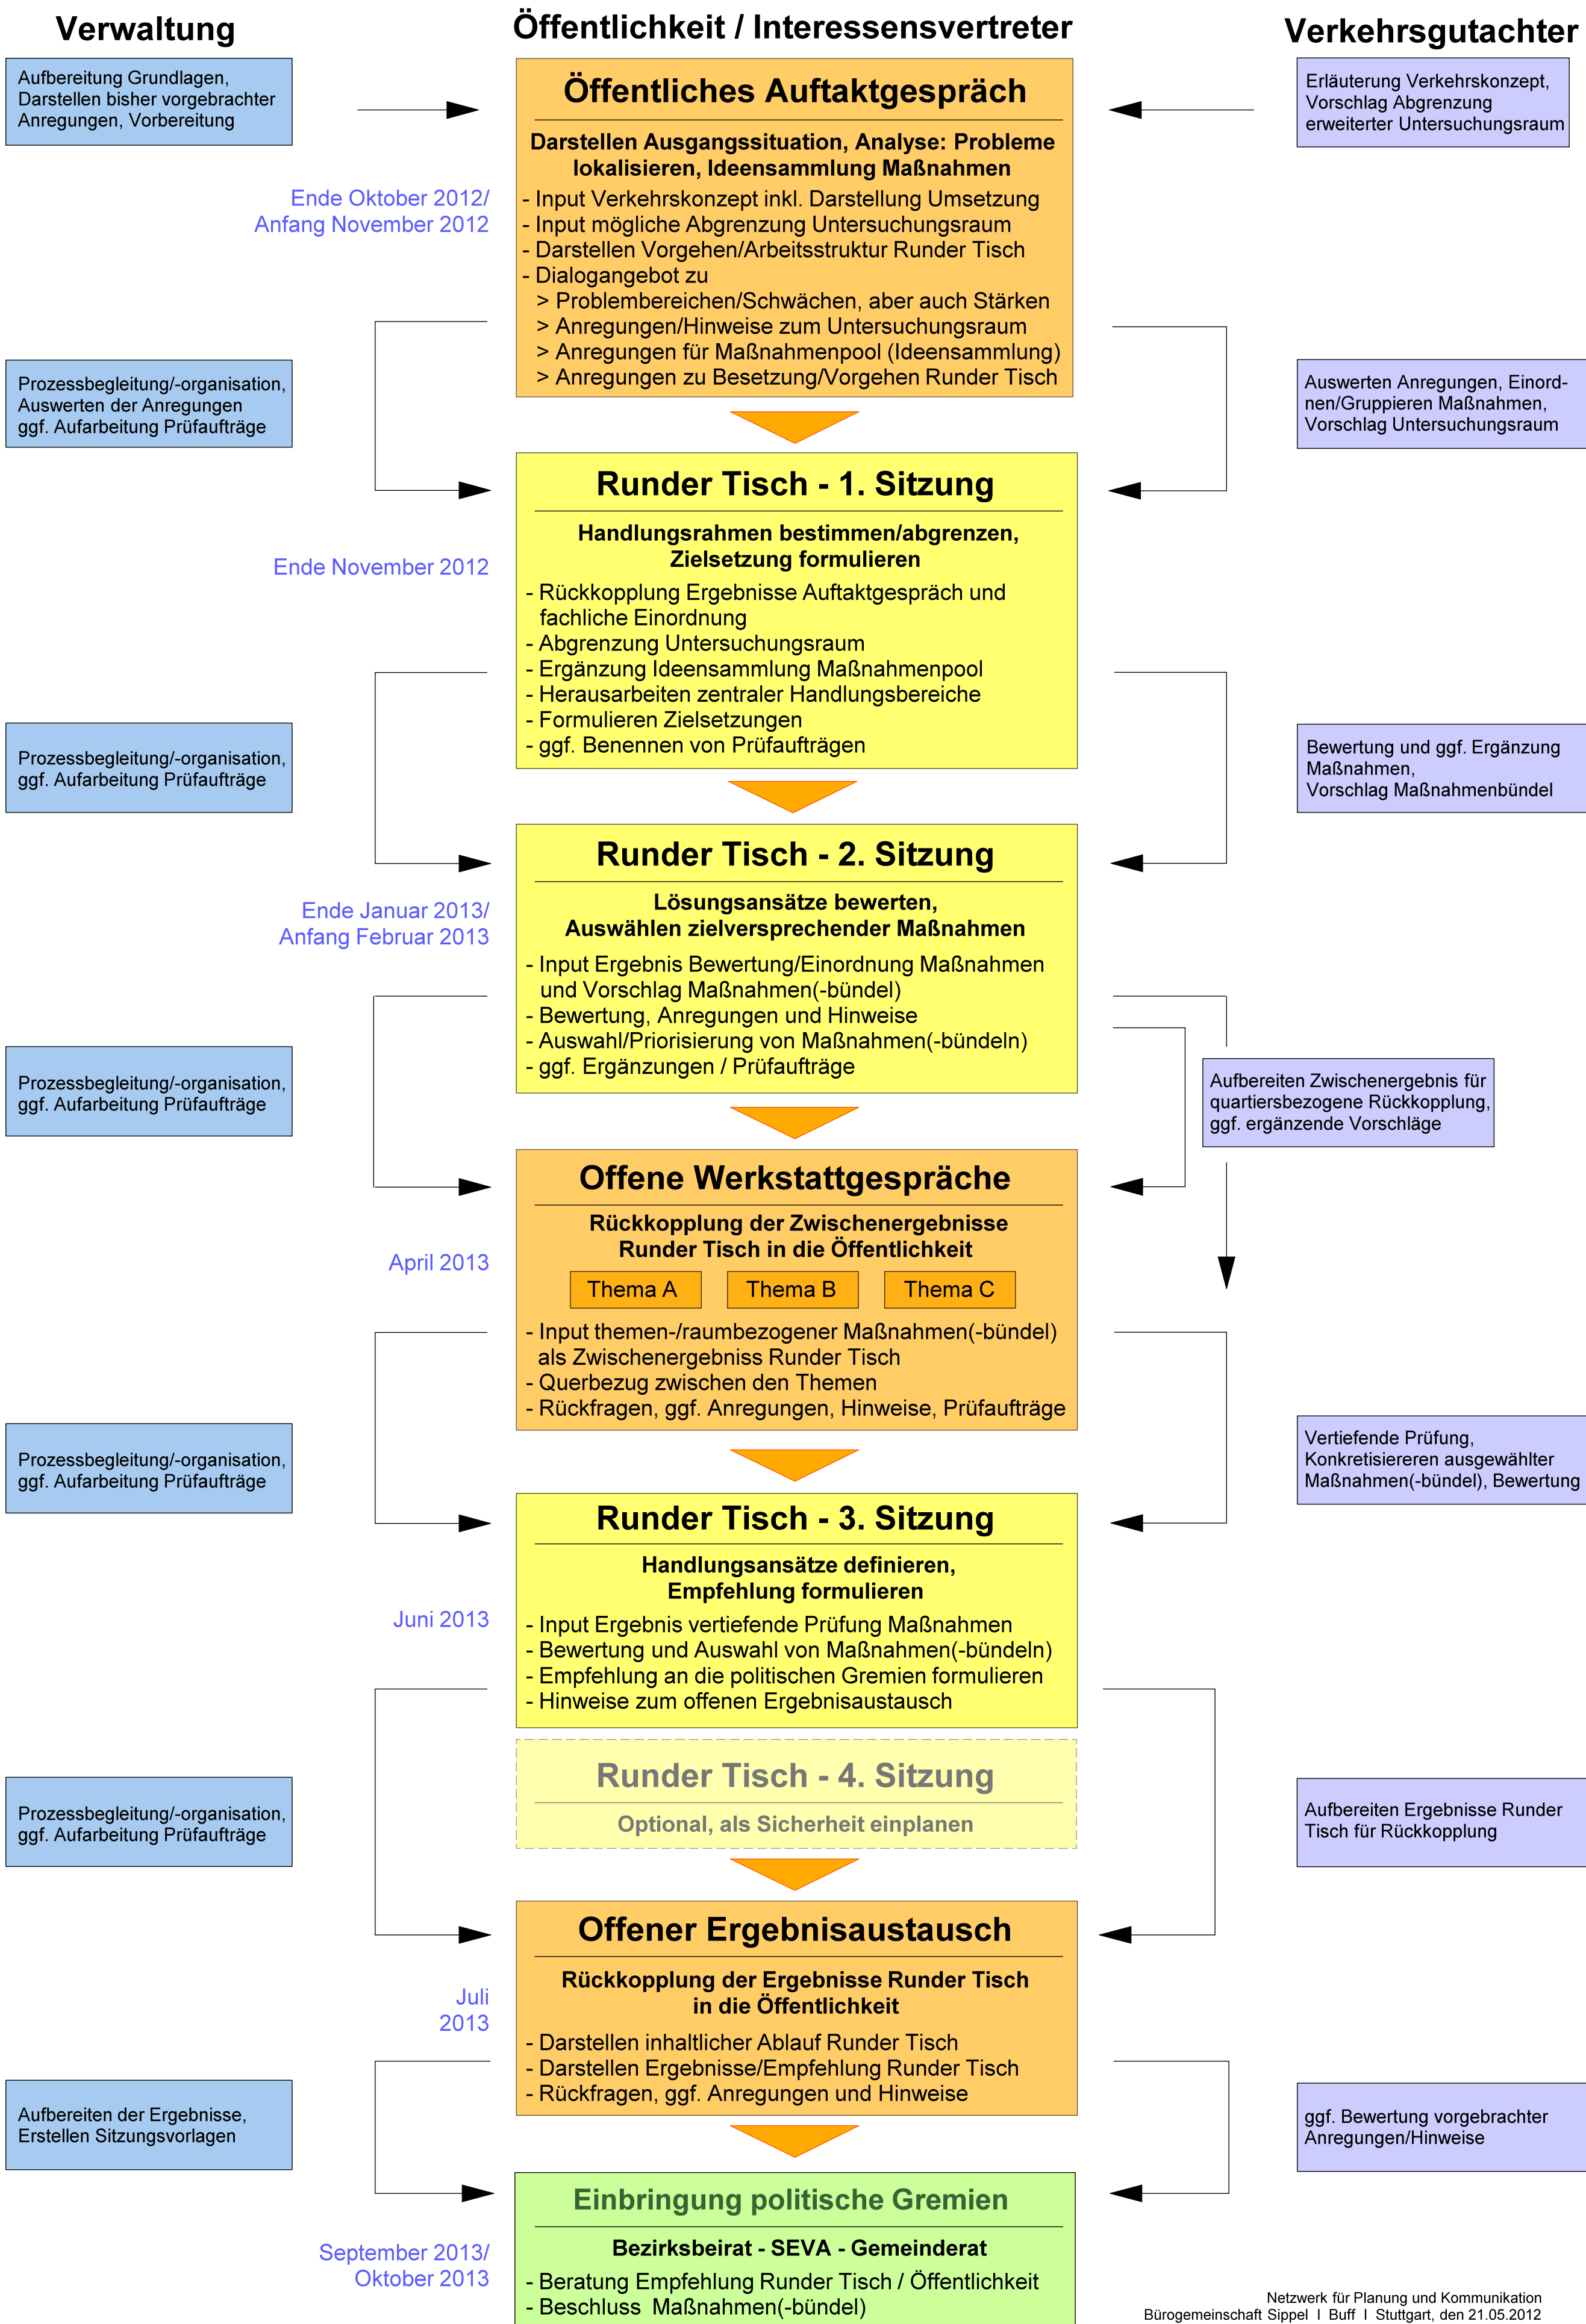 Verwaltung
Öffentlichkeit / Interessensvertreter
Verkehrsgutachter
Aufbereitung Grundlagen,
Darstellen bisher vorgebrachter
Anregungen, Vorbereitung
Öffentliches Auftaktgespräch
Darstellen Ausgangssituation, Analyse: Probleme
lokalisieren, Ideensammlung Maßnahmen
- Input Verkehrskonzept inkl. Darstellung Umsetzung
- Input mögliche Abgrenzung Untersuchungsraum
- Darstellen Vorgehen/Arbeitsstruktur Runder Tisch
- Dialogangebot zu
> Problembereichen/Schwächen, aber auch Stärken
> Anregungen/Hinweise zum Untersuchungsraum
> Anregungen für Maßnahmenpool (Ideensammlung)
> Anregungen zu Besetzung/Vorgehen Runder Tisch
Erläuterung Verkehrskonzept,
Vorschlag Abgrenzung
erweiterter Untersuchungsraum
Ende Oktober 2012/
Anfang November 2012
Prozessbegleitung/-organisation,
Auswerten der Anregungen
ggf. Aufarbeitung Prüfaufträge
Auswerten Anregungen, Einord-
nen/Gruppieren Maßnahmen,
Vorschlag Untersuchungsraum
Runder Tisch - 1. Sitzung
Handlungsrahmen bestimmen/abgrenzen,
Zielsetzung formulieren
- Rückkopplung Ergebnisse Auftaktgespräch und
fachliche Einordnung
- Abgrenzung Untersuchungsraum
- Ergänzung Ideensammlung Maßnahmenpool
- Herausarbeiten zentraler Handlungsbereiche
- Formulieren Zielsetzungen
- ggf. Benennen von Prüfaufträgen
Ende November 2012
Prozessbegleitung/-organisation,
ggf. Aufarbeitung Prüfaufträge
Bewertung und ggf. Ergänzung
Maßnahmen,
Vorschlag Maßnahmenbündel
Runder Tisch - 2. Sitzung
Lösungsansätze bewerten,
Auswählen zielversprechender Maßnahmen
- Input Ergebnis Bewertung/Einordnung Maßnahmen
und Vorschlag Maßnahmen(-bündel)
- Bewertung, Anregungen und Hinweise
- Auswahl/Priorisierung von Maßnahmen(-bündeln)
- ggf. Ergänzungen / Prüfaufträge
Ende Januar 2013/
Anfang Februar 2013
Prozessbegleitung/-organisation,
ggf. Aufarbeitung Prüfaufträge
Aufbereiten Zwischenergebnis für
quartiersbezogene Rückkopplung,
ggf. ergänzende Vorschläge
Offene Werkstattgespräche
Rückkopplung der Zwischenergebnisse
Runder Tisch in die Öffentlichkeit
Thema A
Thema B
Thema C
- Input themen-/raumbezogener Maßnahmen(-bündel)
als Zwischenergebniss Runder Tisch
- Querbezug zwischen den Themen
- Rückfragen, ggf. Anregungen, Hinweise, Prüfaufträge
April 2013
Prozessbegleitung/-organisation,
ggf. Aufarbeitung Prüfaufträge
Vertiefende Prüfung,
Konkretisiereren ausgewählter
Maßnahmen(-bündel), Bewertung
Runder Tisch - 3. Sitzung
Handlungsansätze definieren,
Empfehlung formulieren
- Input Ergebnis vertiefende Prüfung Maßnahmen
- Bewertung und Auswahl von Maßnahmen(-bündeln)
- Empfehlung an die politischen Gremien formulieren
- Hinweise zum offenen Ergebnisaustausch
Juni 2013
Runder Tisch - 4. Sitzung
Optional, als Sicherheit einplanen
Prozessbegleitung/-organisation,
ggf. Aufarbeitung Prüfaufträge
Aufbereiten Ergebnisse Runder
Tisch für Rückkopplung
Offener Ergebnisaustausch
Rückkopplung der Ergebnisse Runder Tisch
in die Öffentlichkeit
- Darstellen inhaltlicher Ablauf Runder Tisch
- Darstellen Ergebnisse/Empfehlung Runder Tisch
- Rückfragen, ggf. Anregungen und Hinweise
Juli
2013
Aufbereiten der Ergebnisse,
Erstellen Sitzungsvorlagen
ggf. Bewertung vorgebrachter
Anregungen/Hinweise
Einbringung politische Gremien
Bezirksbeirat - SEVA - Gemeinderat
- Beratung Empfehlung Runder Tisch / Öffentlichkeit
- Beschluss Maßnahmen(-bündel)
September 2013/
Oktober 2013
Netzwerk für Planung und Kommunikation
Bürogemeinschaft Sippel I Buff I Stuttgart, den 21.05.2012